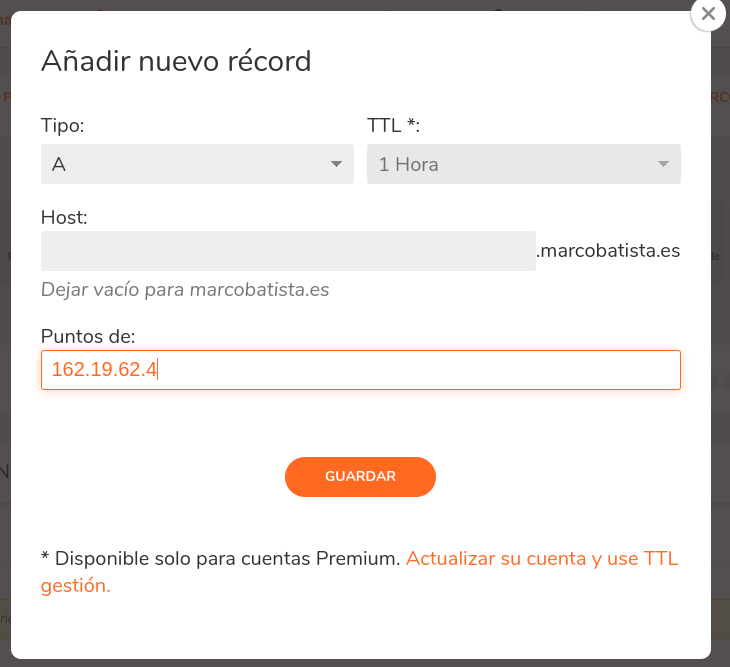 Añadir nuevo récord
Tipo: TTL *:
A 1 Hora
Host:
.marcobatista.es
Dejar vacío para marcobatista.es
Puntos de:
162.19.62.4
GUARDAR
* Disponible solo para cuentas Premium. Actualizar su cuenta y use TTL
gestión.